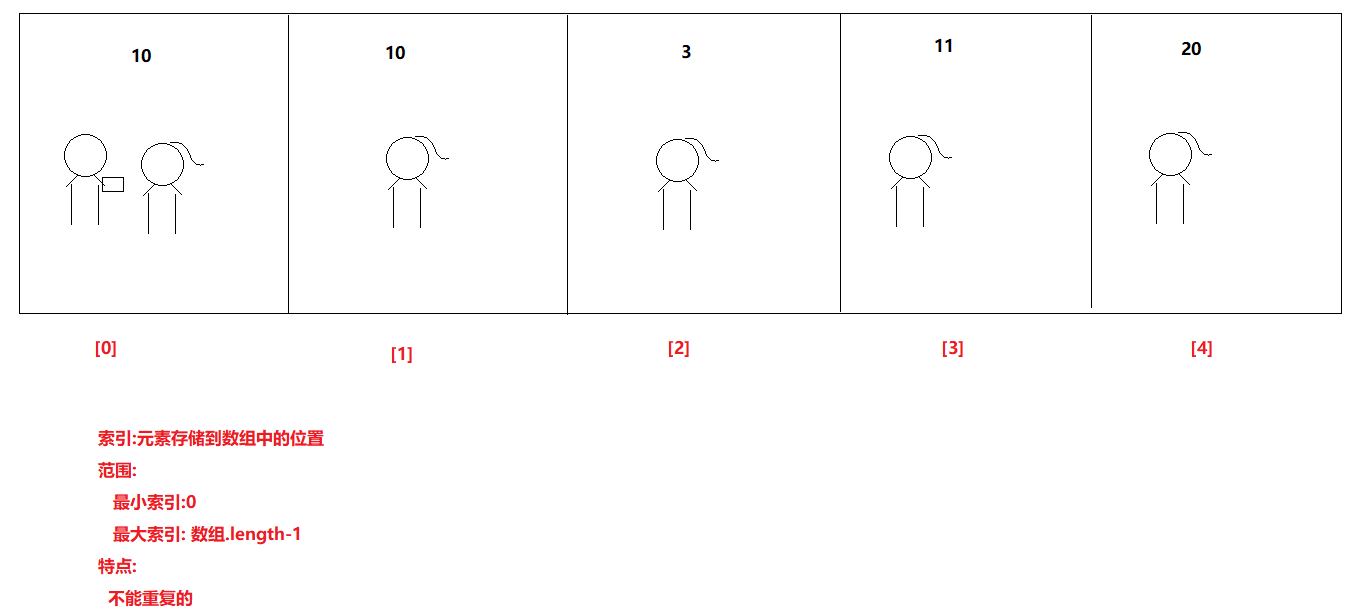 10 10 3 11 20
[0] [1] [2] [3] [4]
索引:元素存储到数组中的位置
范围:
最小索引:0
最大索引: 数组.length-1
特点:
不能重复的